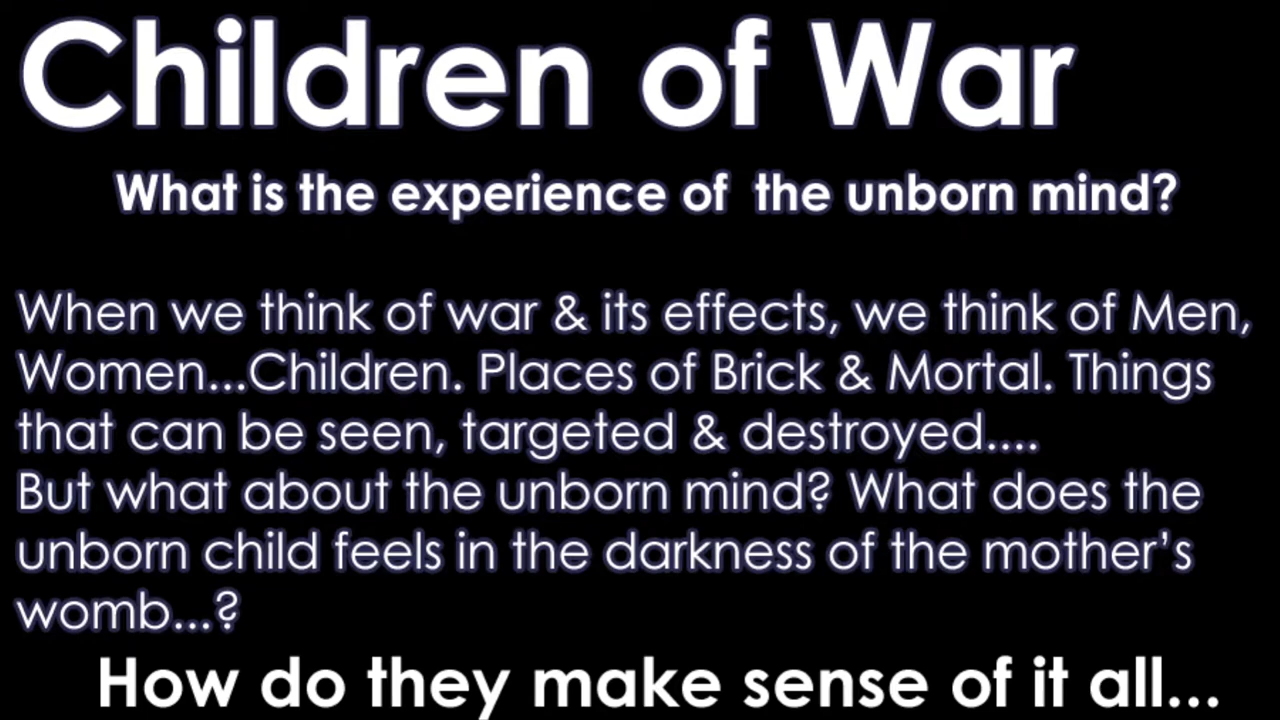 Children of War
What is the experience of  the unborn mind?
When we think of war & its effects, we think of Men,
Women...Children. Places of Brick & Mortal. Things
that can be seen, targeted & destroyed....
But what about the unborn mind? What does the
unborn child feels in the darkness of the mother’s
womb...?
How do they make sense of it all...